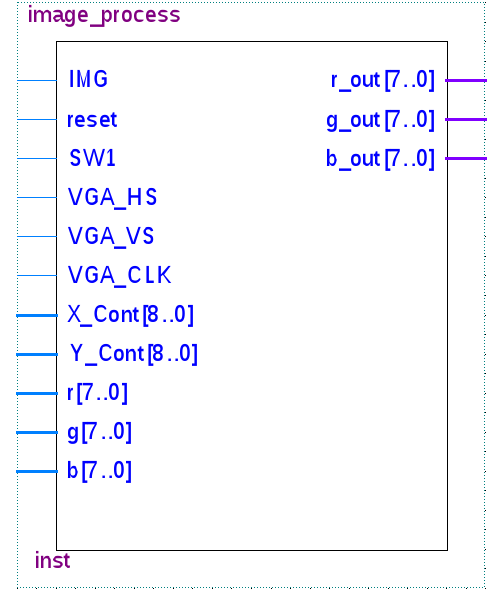 image_process
IMG
r_out[7..0]
reset
g_out[7..0]
SW1
b_out[7..0]
VGA_HS
VGA_VS
VGA_CLK
X_Cont[8..0]
Y_Cont[8..0]
r[7..0]
g[7..0]
b[7..0]
inst